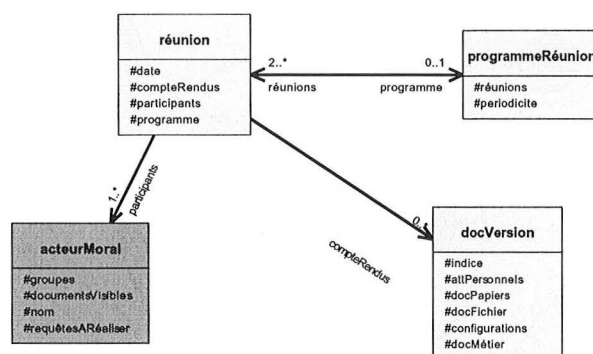 réunion
#date
#compteRendus
#participants
#programme
2..*
0..1
réunions
programme
programmeRéunion
#réunions
#periodicite
1..*
participants
0..
compteRendus
acteurMoral
#groupes
#documentsVisibles
#nom
#requêtesARéaliser
docVersion
#indice
#attPersonnels
#docPapiers
#docFichier
#configurations
#docMétier